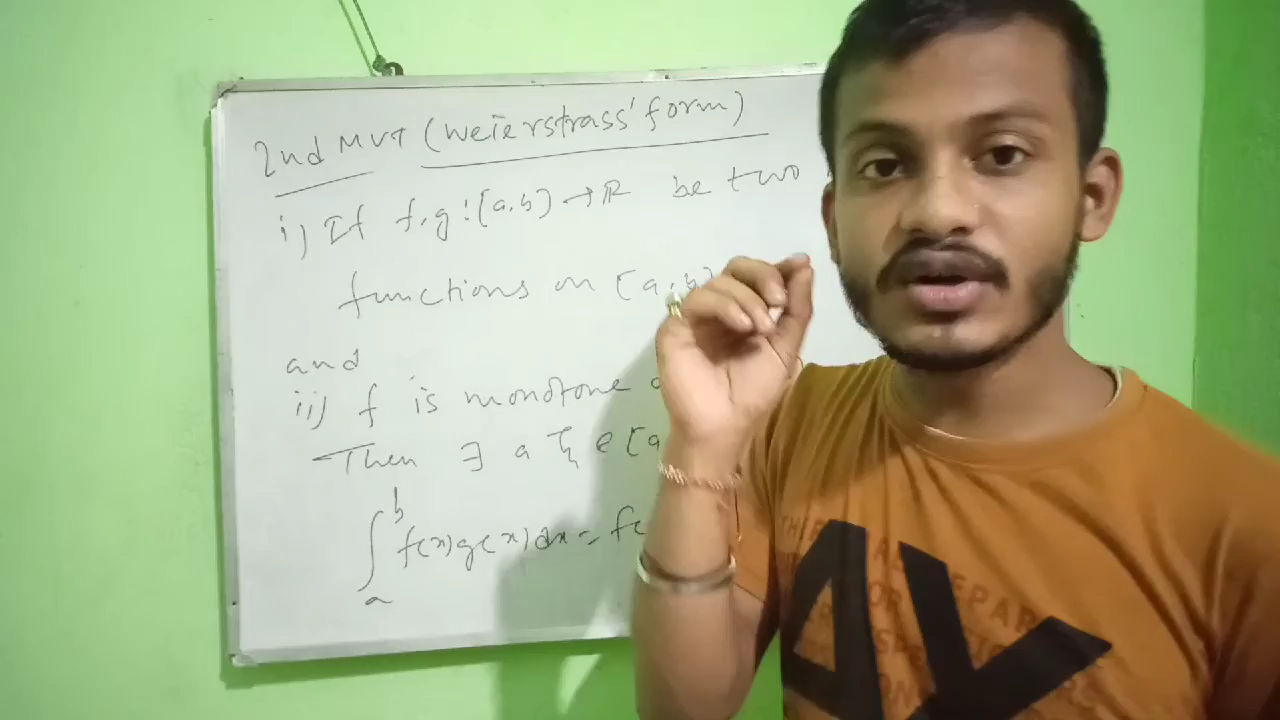 2nd MVT (Weierstrass' form)
i) If f,g:[a,b]→ℝ be two
functions on [a,b]
and
ii) f is monotone
Then ∃ a ξ ∈ [a
∫ₐᵇ f(x)g(x)dx = f(